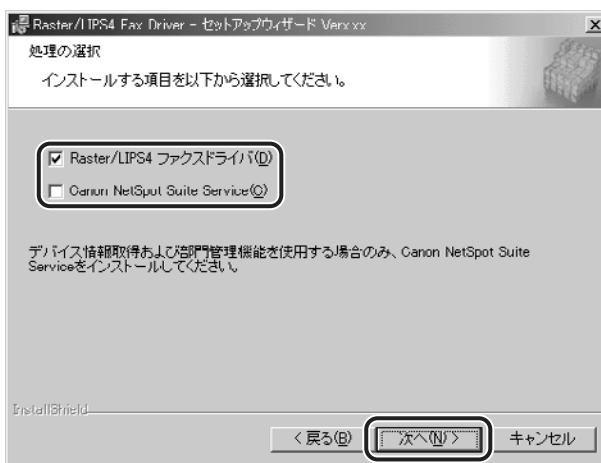 Raster/LIPS4 Fax Driver - セットアップウィザード Verx.xx
処理の選択
インストールする項目を以下から選択してください。
Raster/LIPS4 ファクスドライバ(D)
Canon NetSpot Suite Service(C)
デバイス情報取得および部門管理機能を使用する場合のみ、Canon NetSpot Suite
Serviceをインストールしてください。
InstallShield
< 戻る(B)
次へ(N) >
キャンセル